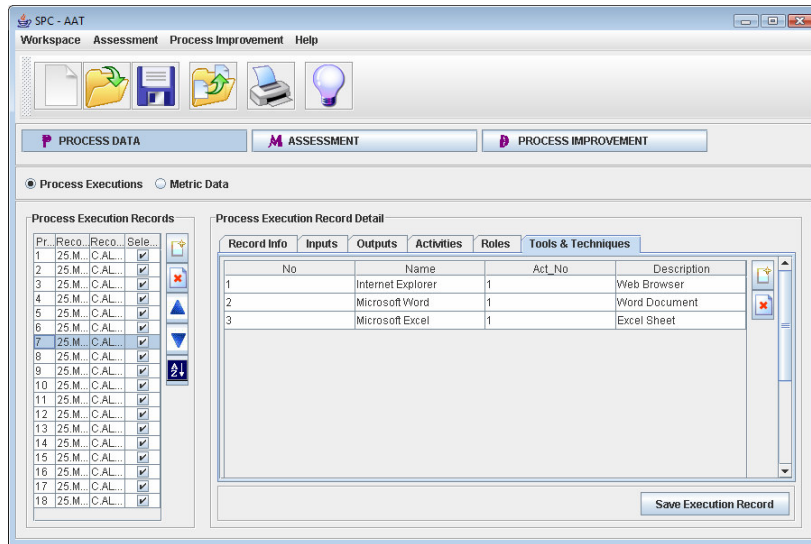 SPC - AAT
Workspace Assessment Process Improvement Help
PROCESS DATA
M ASSESSMENT
PROCESS IMPROVEMENT
Process Executions Metric Data
Process Execution Records
Pr... Reco... Reco... Sele...
1 25.M... C.AL...
2 25.M... C.AL...
3 25.M... C.AL...
4 25.M... C.AL...
5 25.M... C.AL...
6 25.M... C.AL...
7 25.M... C.AL...
8 25.M... C.AL...
9 25.M... C.AL...
10 25.M... C.AL...
11 25.M... C.AL...
12 25.M... C.AL...
13 25.M... C.AL...
14 25.M... C.AL...
15 25.M... C.AL...
16 25.M... C.AL...
17 25.M... C.AL...
18 25.M... C.AL...
Process Execution Record Detail
Record Info Inputs Outputs Activities Roles Tools & Techniques
No Name Act_No Description
1 Internet Explorer 1 Web Browser
2 Microsoft Word 1 Word Document
3 Microsoft Excel 1 Excel Sheet
Save Execution Record